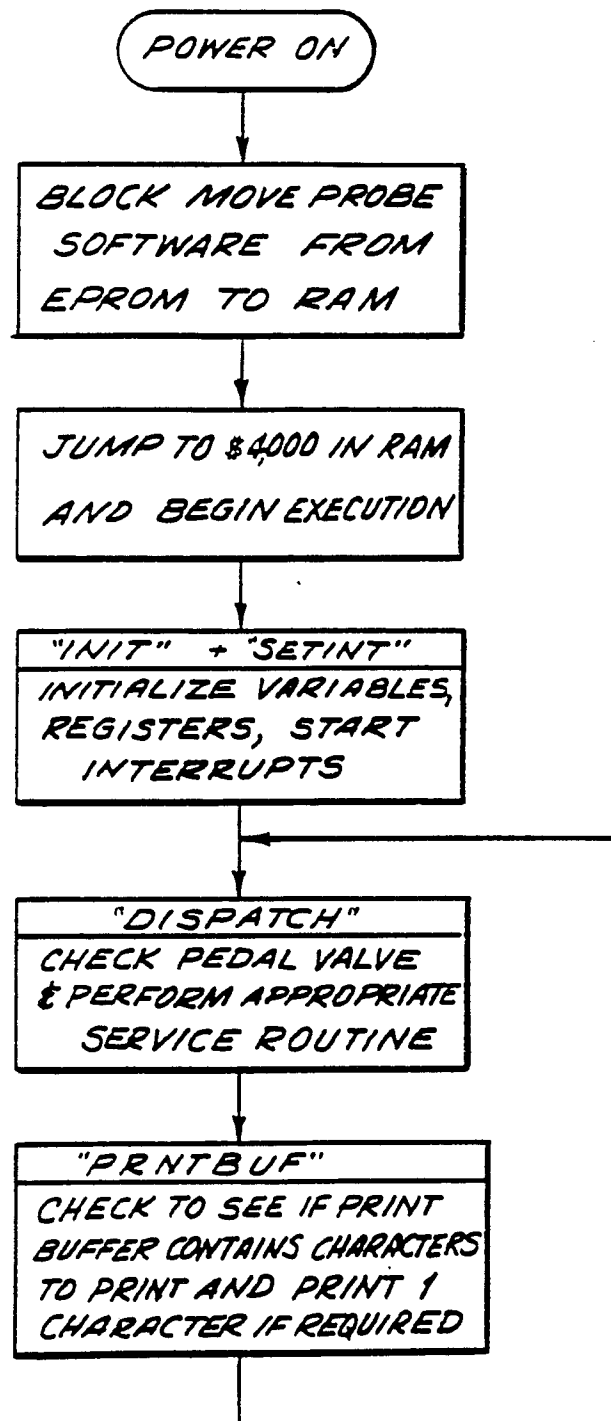 POWER ON
BLOCK MOVE PROBE
SOFTWARE FROM
EPROM TO RAM
JUMP TO $4,000 IN RAM
AND BEGIN EXECUTION
"INIT" + "SETINT"
INITIALIZE VARIABLES,
REGISTERS, START
INTERRUPTS
"DISPATCH"
CHECK PEDAL VALVE
& PERFORM APPROPRIATE
SERVICE ROUTINE
"PRNTBUF"
CHECK TO SEE IF PRINT
BUFFER CONTAINS CHARACTERS
TO PRINT AND PRINT 1
CHARACTER IF REQUIRED